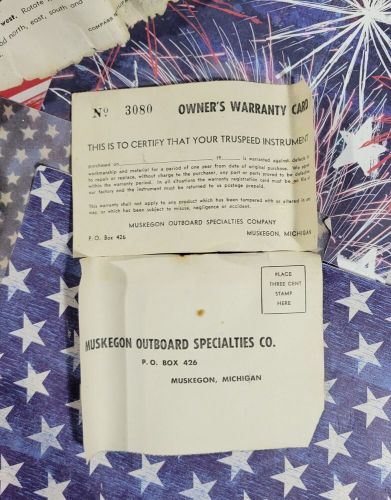 west. Rotate
north, east, south, and
COMPASS
Nº 3080 OWNER'S WARRANTY CARD
THIS IS TO CERTIFY THAT YOUR TRUSPEED INSTRUMENT
purchased on 19 is warranted against defects in
workmanship and material for a period of one year from date of original purchase. We
to repair or replace, without charge to the purchaser, any part or parts proved to be defective
within the warranty period. In all situations the warranty registration card must be on file
our factory and the instrument must be returned to us postage prepaid.
This warranty shall not apply to any product which has been tampered with or altered in any
way or which has been subject to misuse, negligence or accident.
MUSKEGON OUTBOARD SPECIALTIES COMPANY
P. O. Box 426 MUSKEGON, MICHIGAN
PLACE
THREE CENT
STAMP
HERE
MUSKEGON OUTBOARD SPECIALTIES CO.
P. O. BOX 426
MUSKEGON, MICHIGAN